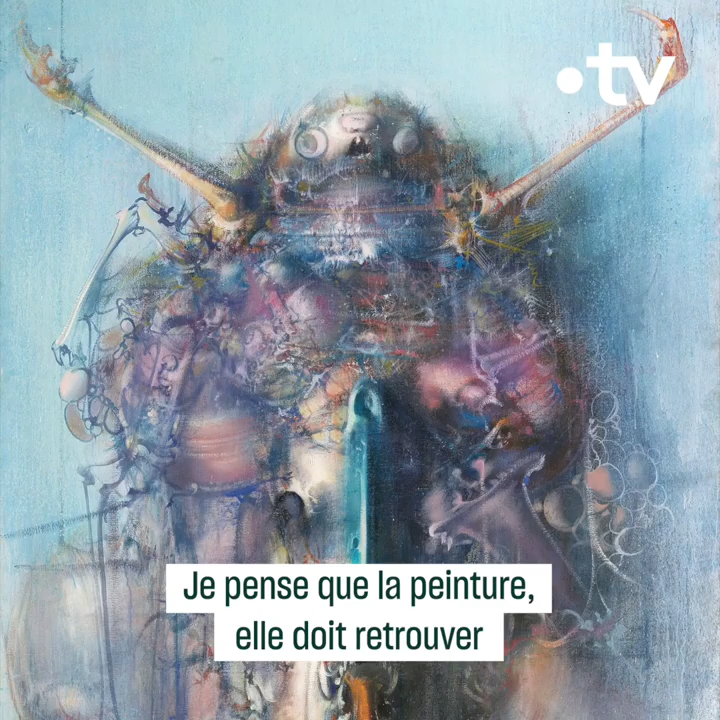 •tv
Je pense que la peinture,
elle doit retrouver